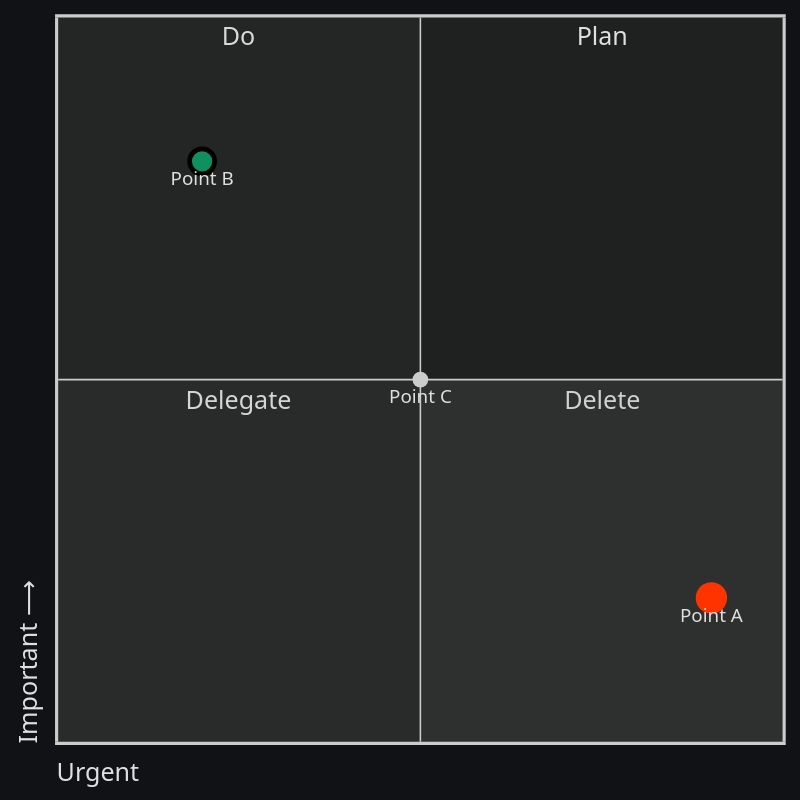 Do
Plan
Point B
Point C
Delegate
Delete
Point A
Important ⟶
Urgent